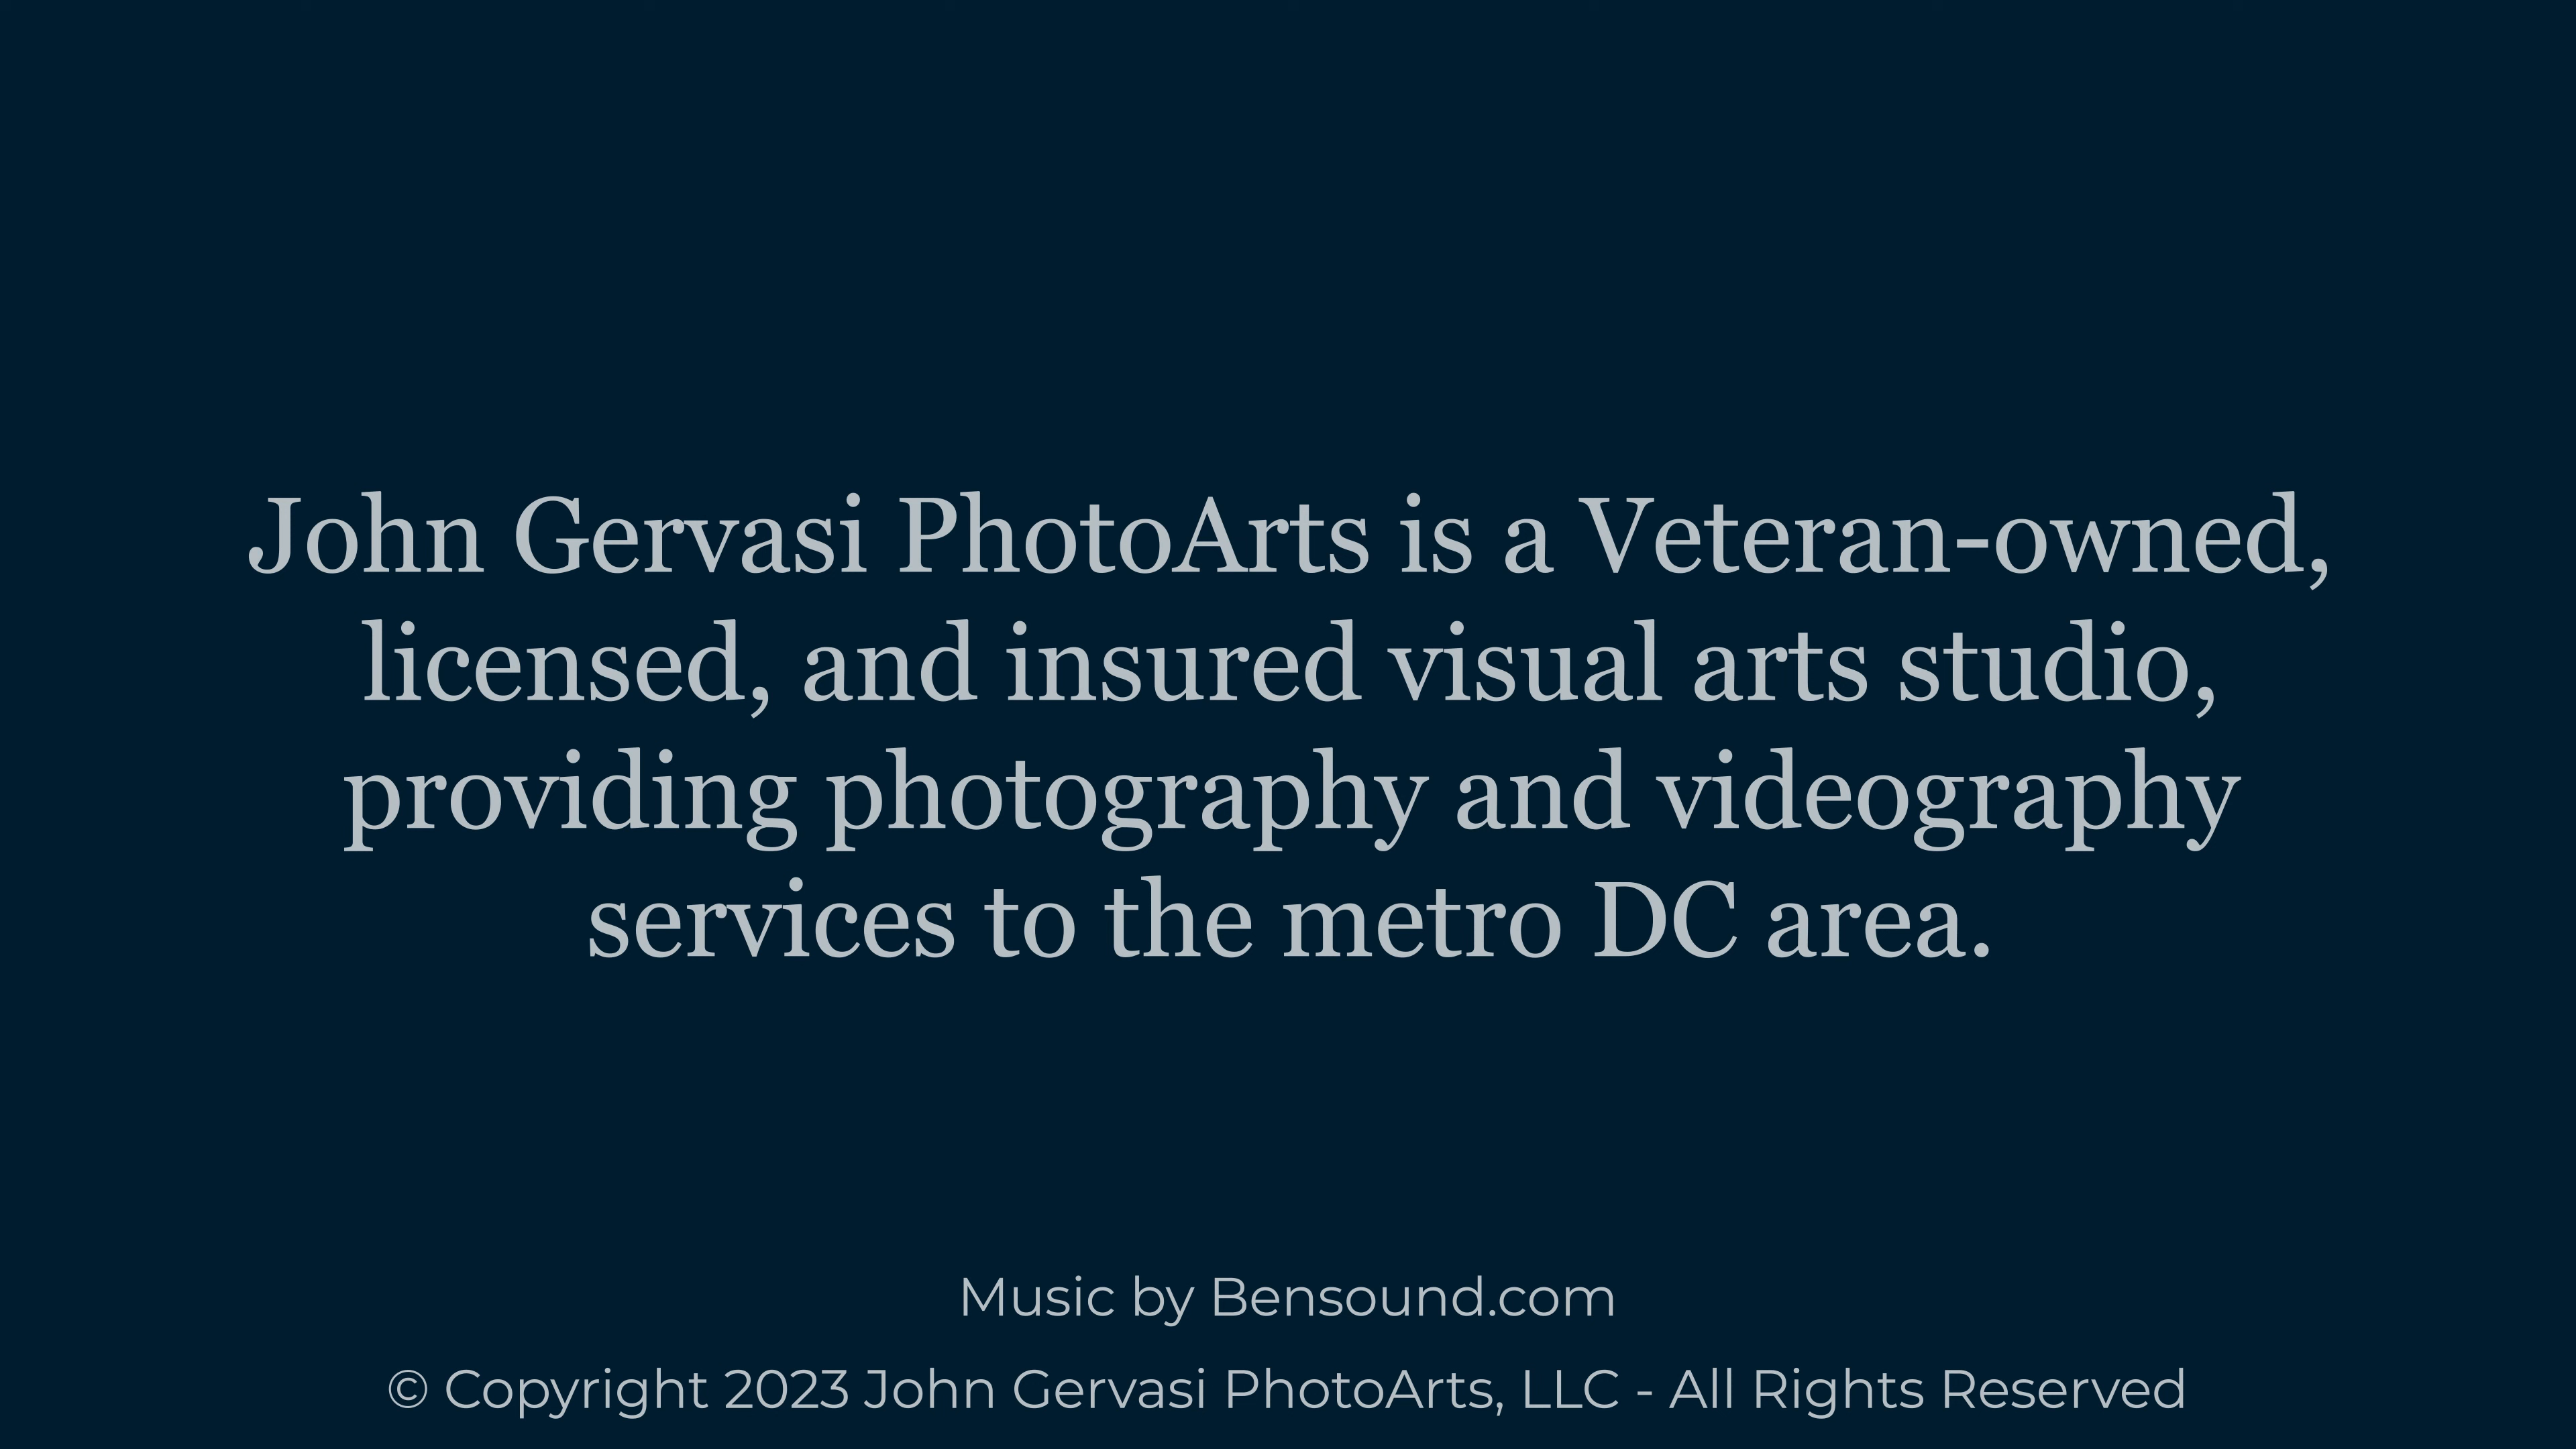 John Gervasi PhotoArts is a Veteran-owned,
licensed, and insured visual arts studio,
providing photography and videography
services to the metro DC area.
Music by Bensound.com
© Copyright 2023 John Gervasi PhotoArts, LLC - All Rights Reserved